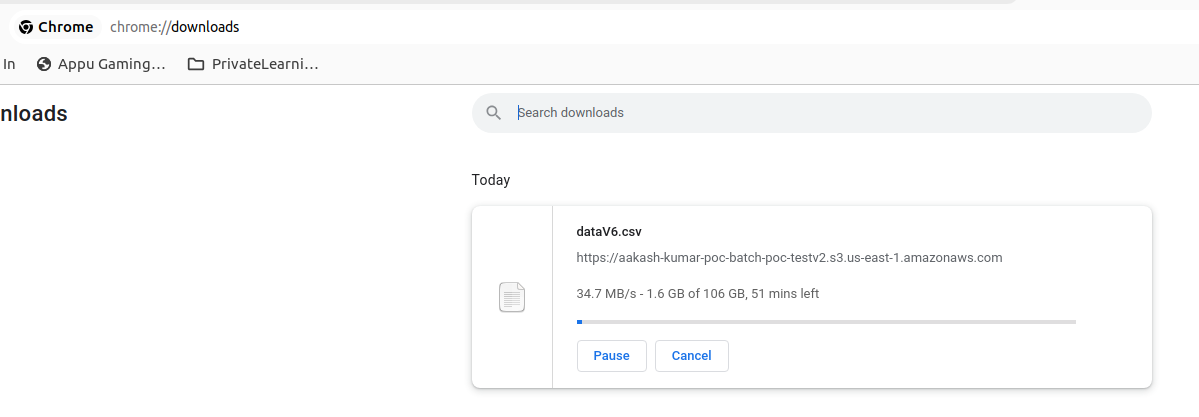 Chrome chrome://downloads
In Appu Gaming... PrivateLearni...
nloads
Search downloads
Today
dataV6.csv
https://aakash-kumar-poc-batch-poc-testv2.s3.us-east-1.amazonaws.com
34.7 MB/s - 1.6 GB of 106 GB, 51 mins left
Pause Cancel